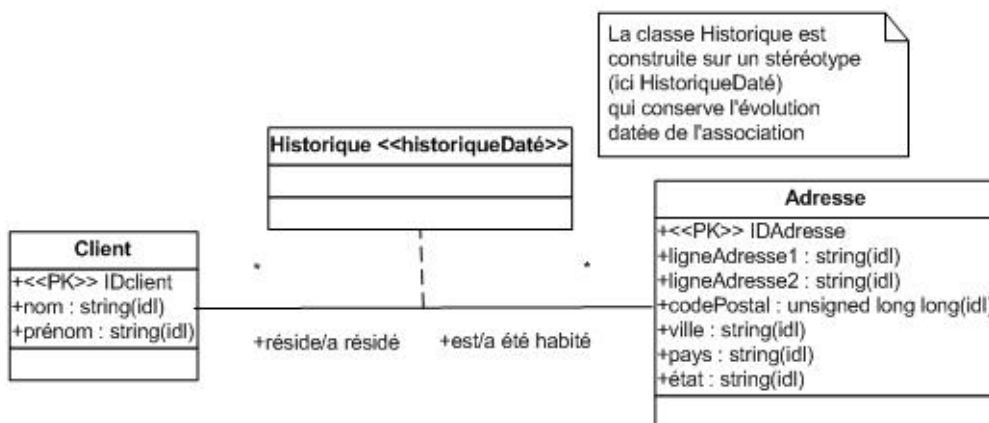 La classe Historique est
construite sur un stéréotype
(ici HistoriqueDaté)
qui conserve l'évolution
datée de l'association
Historique <<historiqueDaté>>
Client
+<<PK>> IDclient
+nom : string(idl)
+prénom : string(idl)
*
*
+réside/a résidé
+est/a été habité
Adresse
+<<PK>> IDAdresse
+ligneAdresse1 : string(idl)
+ligneAdresse2 : string(idl)
+codePostal : unsigned long long(idl)
+ville : string(idl)
+pays : string(idl)
+état : string(idl)